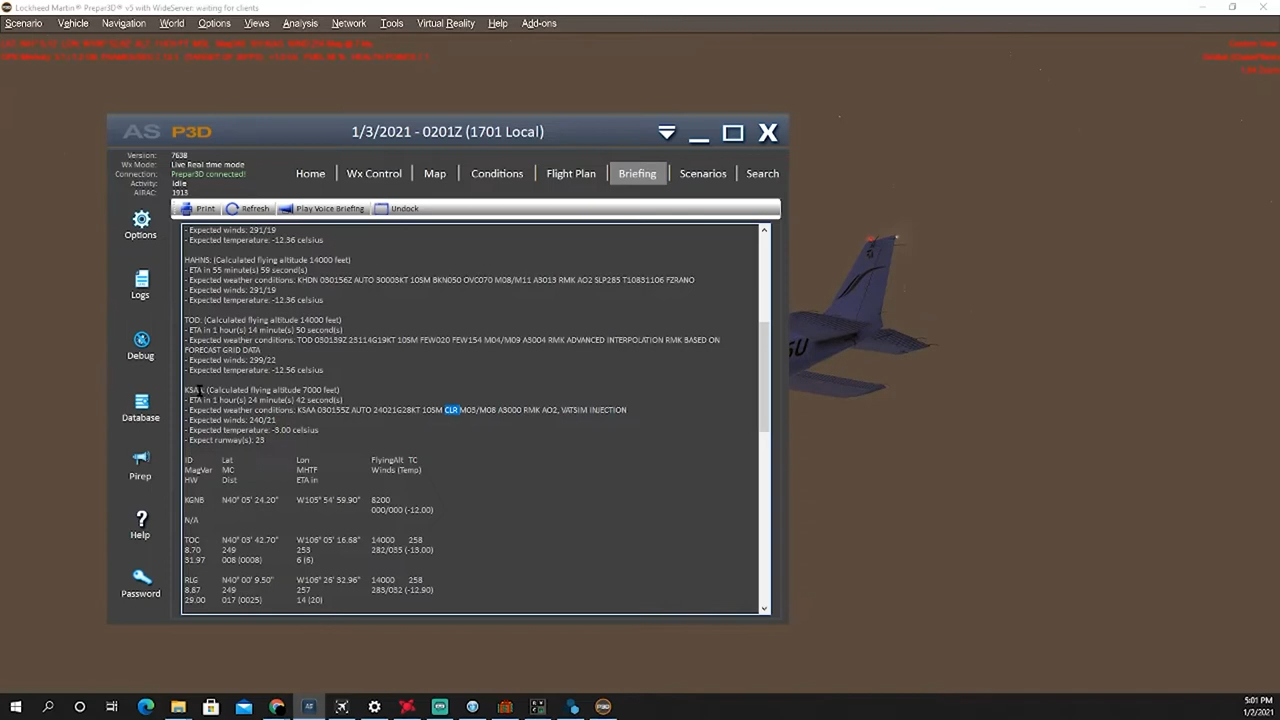 Lockheed Martin® Prepar3D® v5 with WideServer: waiting for clients
Scenario Vehicle Navigation World Options Views Analysis Network Tools Virtual Reality Help Add-ons
AS P3D
1/3/2021 - 0201Z (1701 Local)
Version: 7638
Wx Mode: Live Real time mode
Connection: Prepar3D connected!
Activity: Idle
AIRAC: 1913
Home Wx Control Map Conditions Flight Plan Briefing Scenarios Search
Print Refresh Play Voice Briefing Undock
Options
Logs
Debug
Database
Pirep
Help
Password
- Expected winds: 291/19
- Expected temperature: -12.36 celsius
HAHNS: (Calculated flying altitude 14000 feet)
- ETA in 55 minute(s) 59 second(s)
- Expected weather conditions: KHDN 030156Z AUTO 30003KT 10SM BKN050 OVC070 M08/M11 A3013 RMK AO2 SLP285 T10831106 FZRANO
- Expected winds: 291/19
- Expected temperature: -12.36 celsius
TOD: (Calculated flying altitude 14000 feet)
- ETA in 1 hour(s) 14 minute(s) 50 second(s)
- Expected weather conditions: TOD 030139Z 23114G19KT 10SM FEW020 FEW154 M04/M09 A3004 RMK ADVANCED INTERPOLATION RMK BASED ON
FORECAST GRID DATA
- Expected winds: 299/22
- Expected temperature: -12.56 celsius
KSAA: (Calculated flying altitude 7000 feet)
- ETA in 1 hour(s) 24 minute(s) 42 second(s)
- Expected weather conditions: KSAA 030155Z AUTO 24021G28KT 10SM CLR M03/M08 A3000 RMK AO2, VATSIM INJECTION
- Expected winds: 240/21
- Expected temperature: -3.00 celsius
- Expect runway(s): 23
ID Lat Lon FlyingAlt TC
MagVar MC MHTF Winds (Temp)
HW Dist ETA in
KGNB N40° 05' 24.20" W105° 54' 59.90" 8200
000/000 (-12.00)
N/A
TOC N40° 03' 42.70" W106° 05' 16.68" 14000 258
8.70 249 253 282/035 (-13.00)
31.97 008 (0008) 6 (6)
RLG N40° 00' 9.50" W106° 26' 32.96" 14000 258
8.87 249 257 283/032 (-12.90)
29.00 017 (0025) 14 (20)
5:01 PM
1/2/2021